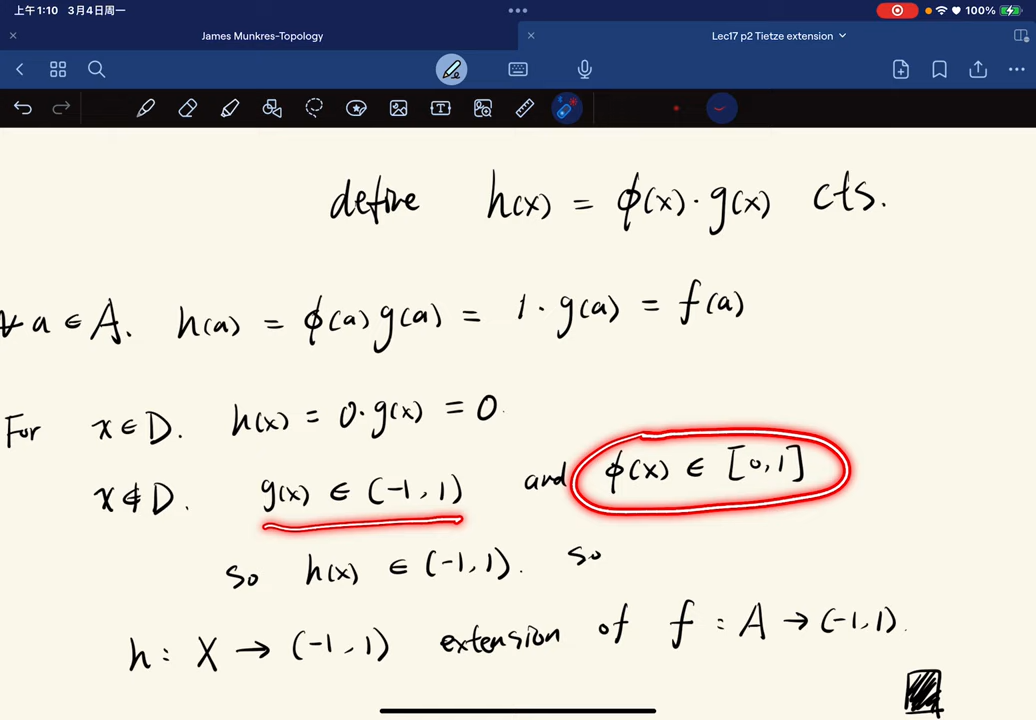 上午1:10 3月4日周一
100%
James Munkres-Topology
Lec17 p2 Tietze extension
define h(x) = ϕ(x)·g(x) cts.
∀ a ∈ A. h(a) = ϕ(a)g(a) = 1·g(a) = f(a)
For x ∈ D. h(x) = 0·g(x) = 0.
x ∉ D. g(x) ∈ (-1,1) and ϕ(x) ∈ [0,1]
so h(x) ∈ (-1,1). so
h: X → (-1,1) extension of f: A → (-1,1).